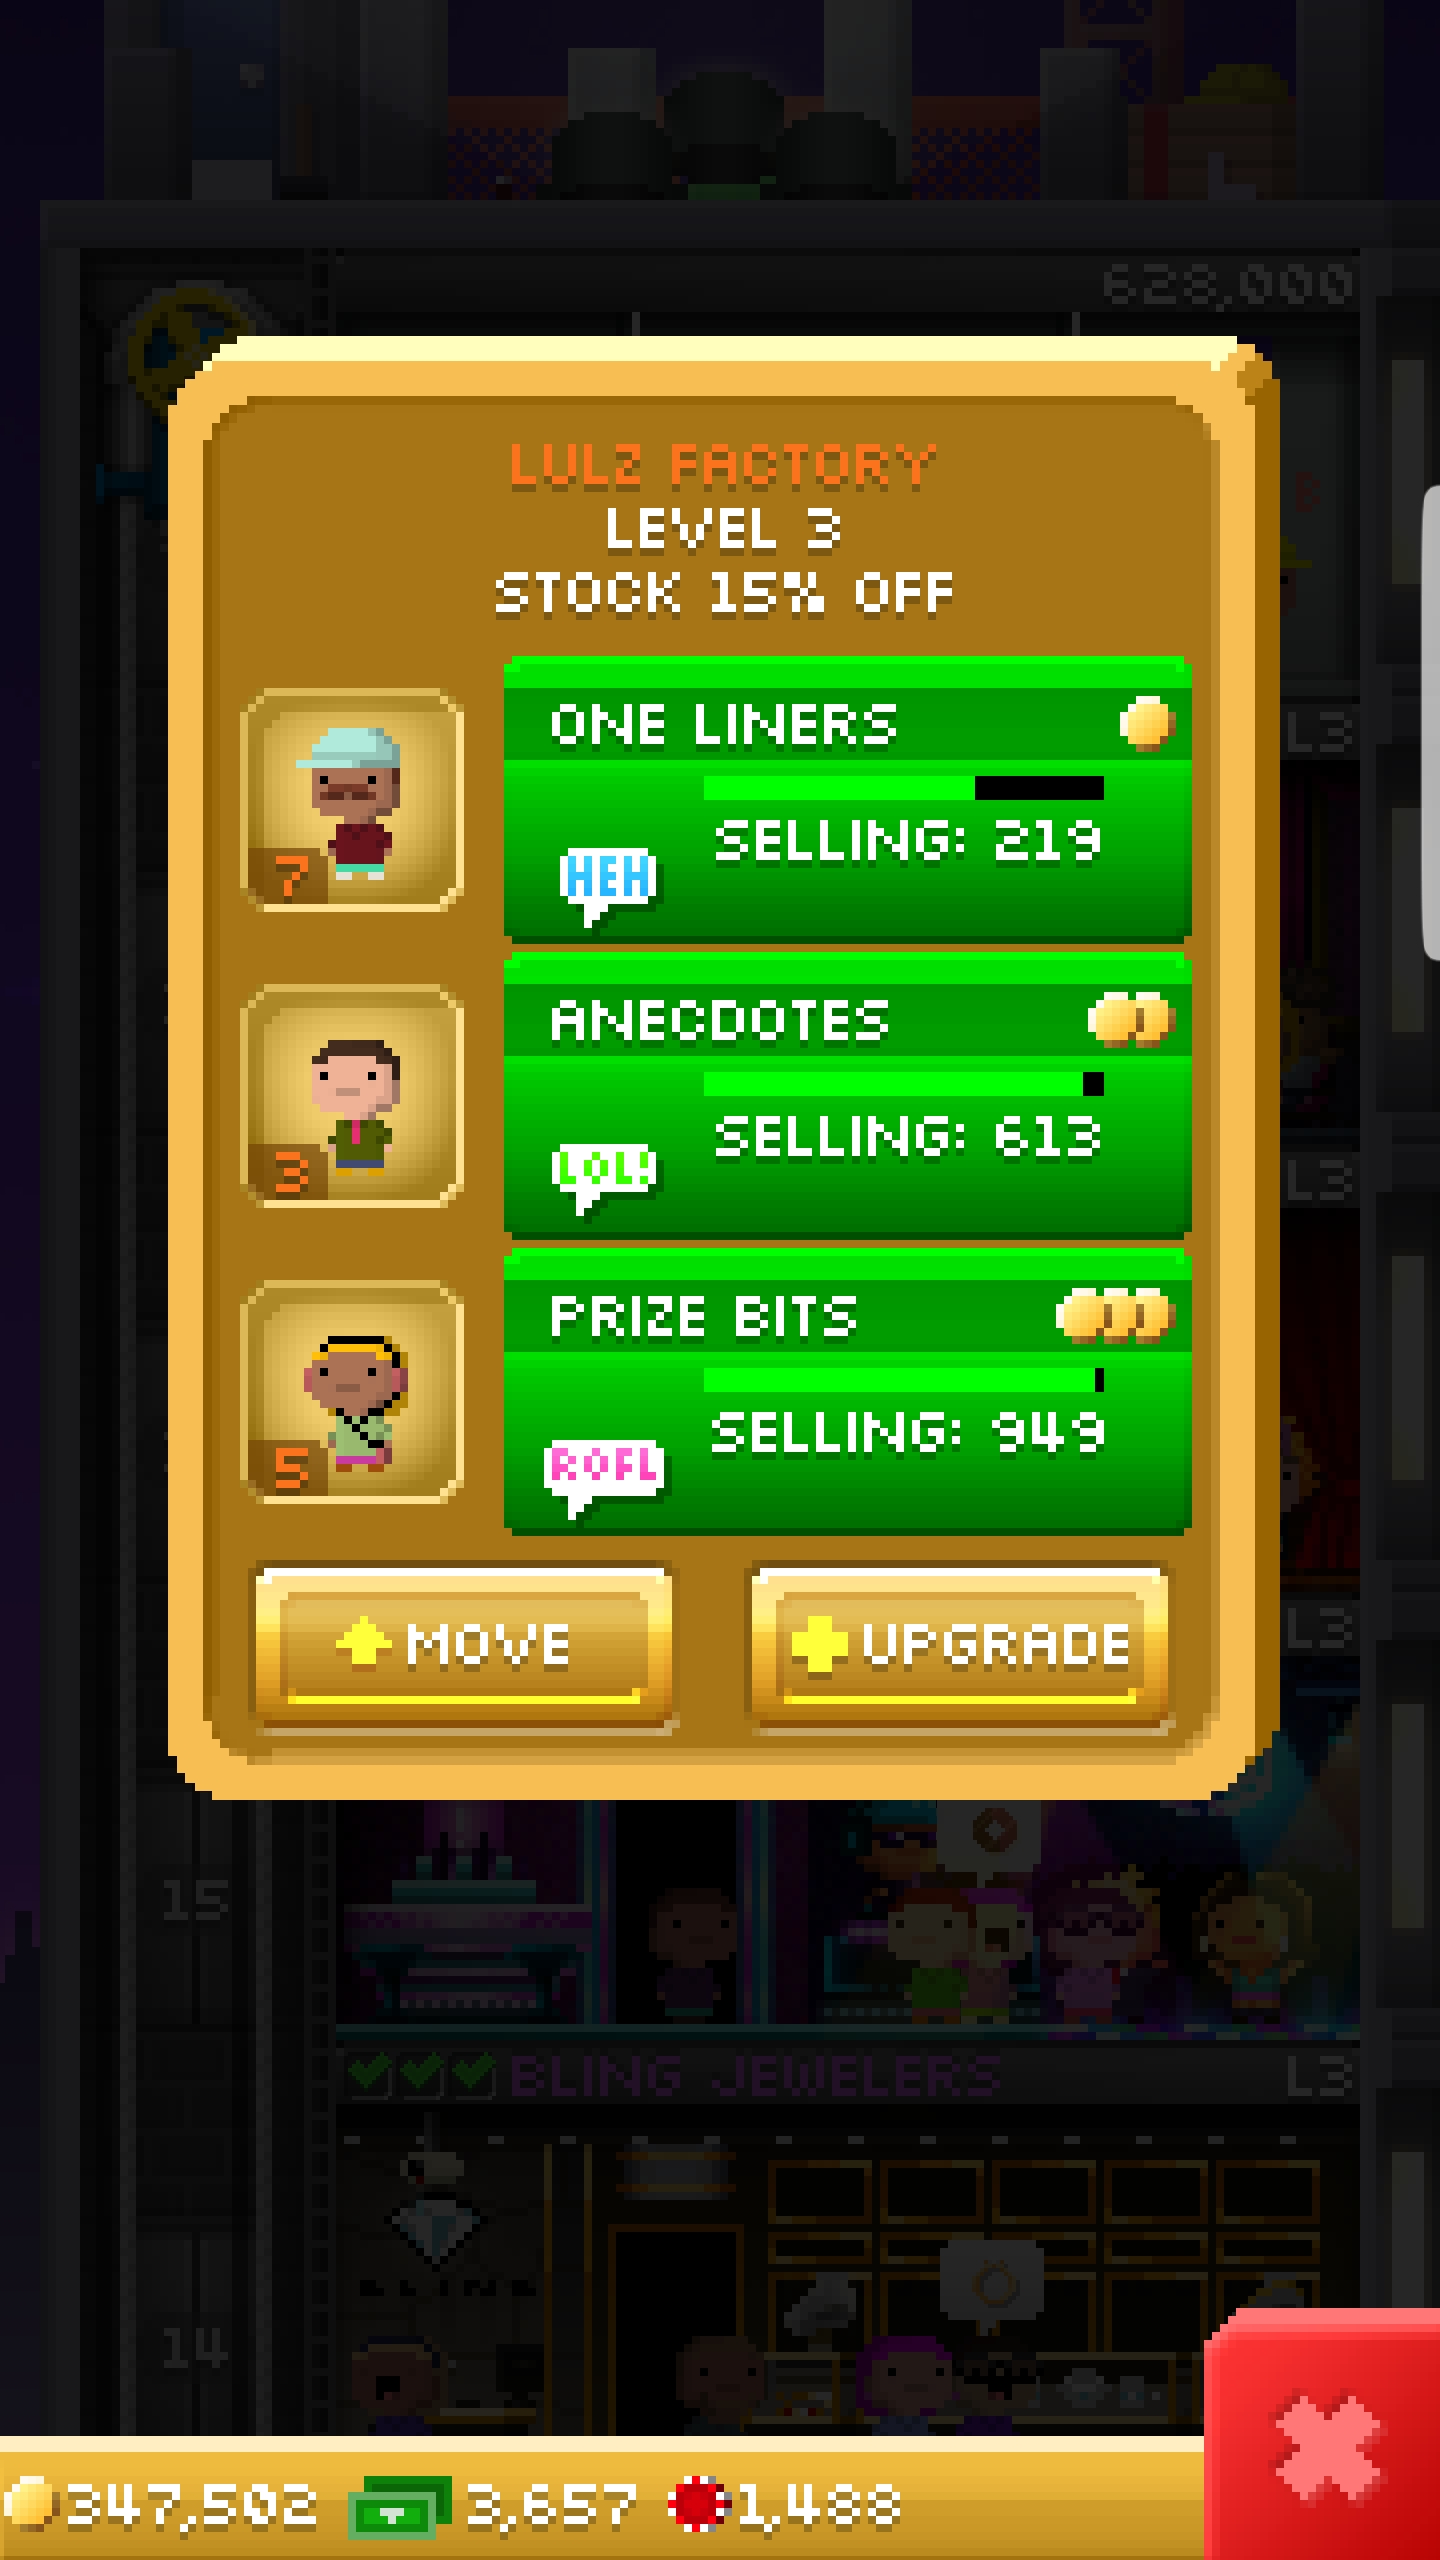 628,000
LULZ FACTORY
LEVEL 3
STOCK 15% OFF
ONE LINERS
SELLING: 219
HEH
7
L3
ANECDOTES
SELLING: 613
LOL!
3
L3
PRIZE BITS
SELLING: 949
ROFL
5
MOVE
UPGRADE
L3
15
BLING JEWELERS L3
14
347,502 3,657 1,488